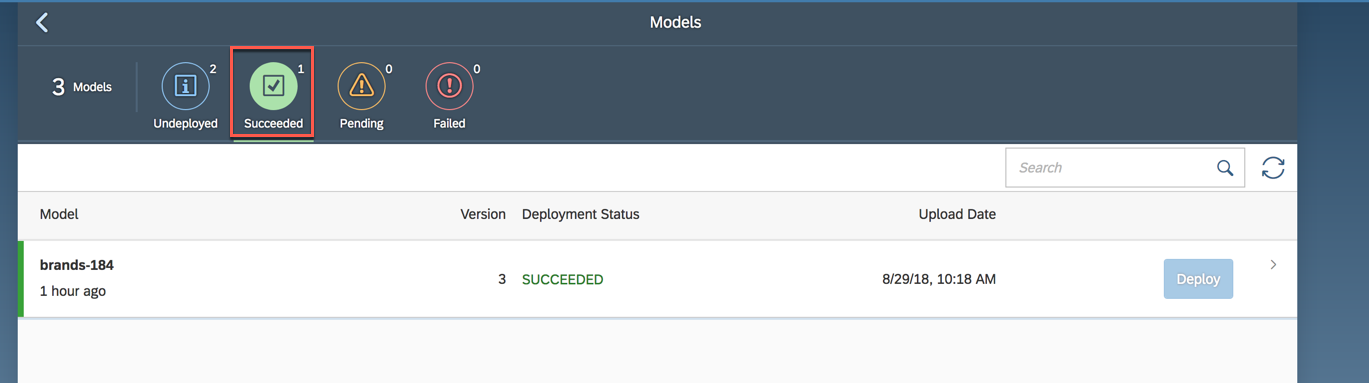 Models
3 Models
2
Undeployed
1
Succeeded
0
Pending
0
Failed
Search
Model Version Deployment Status Upload Date
brands-184
1 hour ago
3 SUCCEEDED 8/29/18, 10:18 AM Deploy